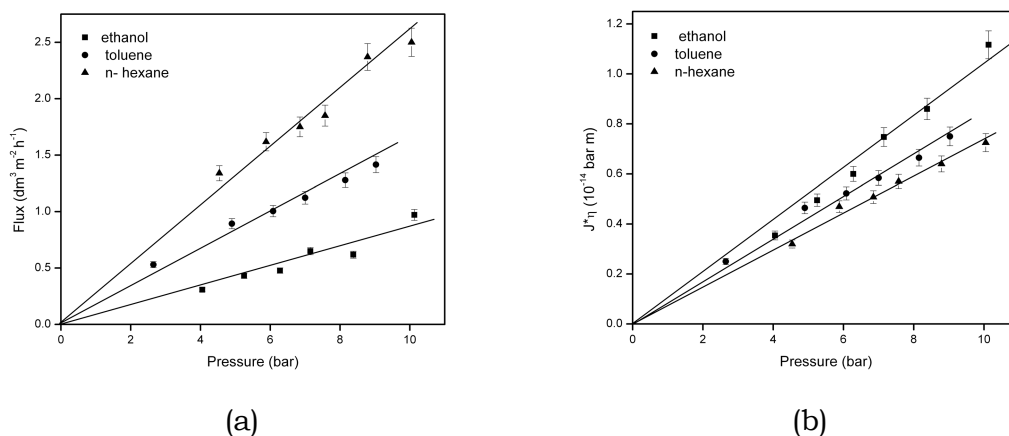 ethanol
toluene
n- hexane
Flux (dm³ m⁻² h⁻¹)
2.5
2.0
1.5
1.0
0.5
0.0
0 2 4 6 8 10
Pressure (bar)
(a)
ethanol
toluene
n-hexane
J*η (10⁻¹⁴ bar m)
1.2
1.0
0.8
0.6
0.4
0.2
0.0
0 2 4 6 8 10
Pressure (bar)
(b)